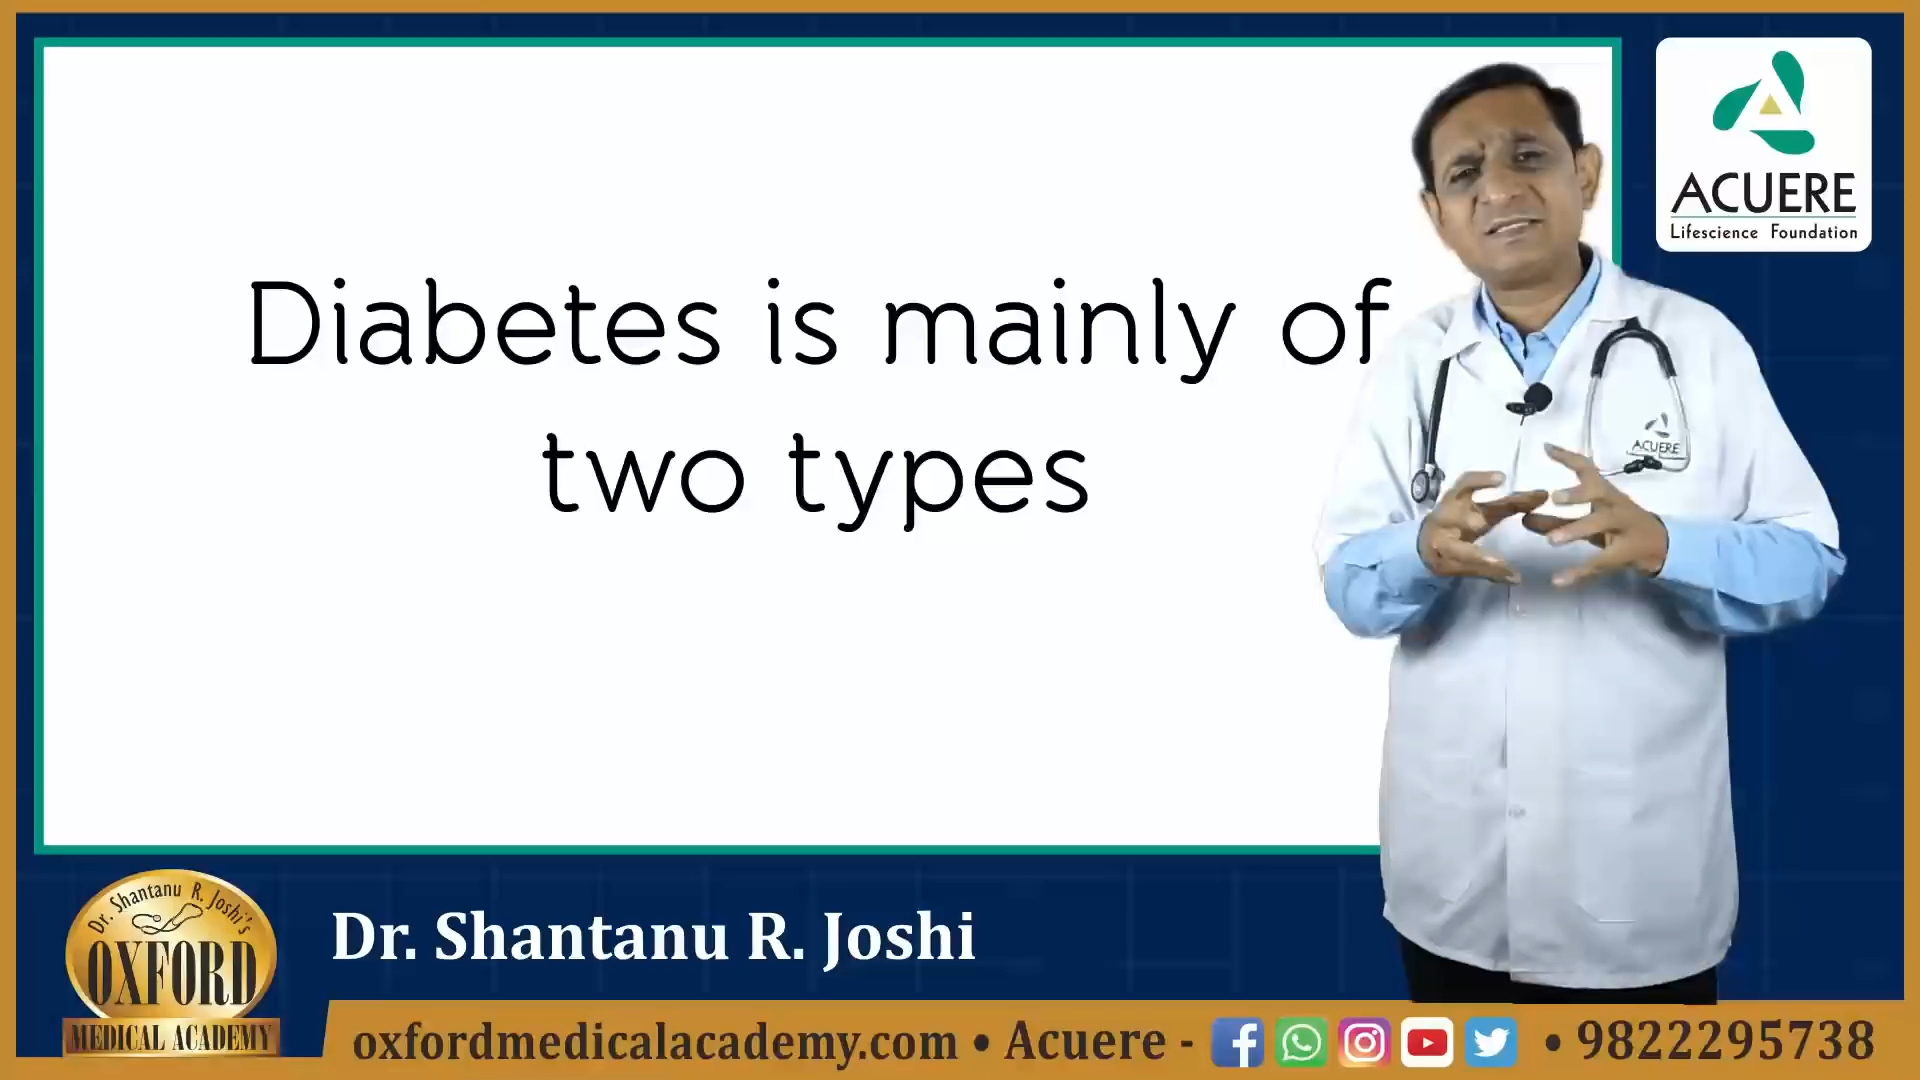 Diabetes is mainly of
two types
ACUERE
Lifescience Foundation
ACUERE
Dr. Shantanu R. Joshi's
OXFORD
MEDICAL ACADEMY
Dr. Shantanu R. Joshi
oxfordmedicalacademy.com • Acuere - • 9822295738